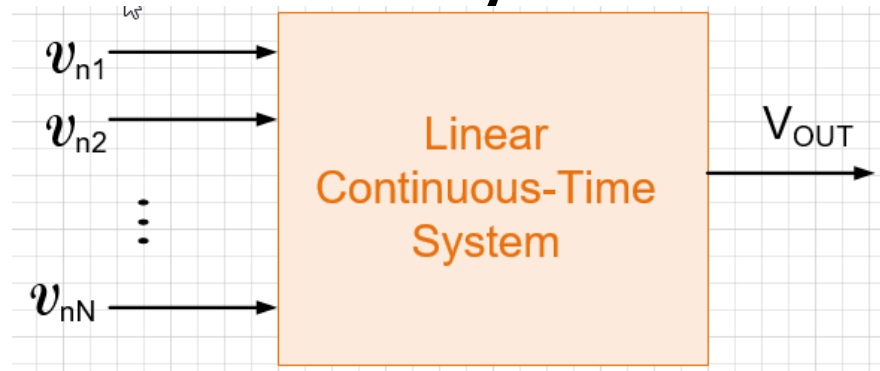 v_n1
v_n2
⋮
v_nN
Linear
Continuous-Time
System
V_OUT